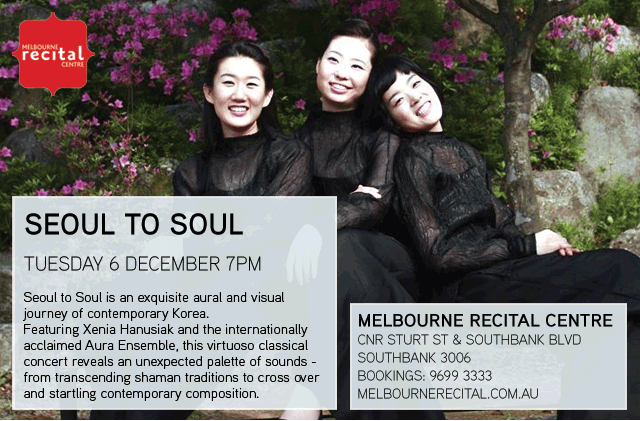 MELBOURNE
recital
CENTRE
SEOUL TO SOUL
TUESDAY 6 DECEMBER 7PM
Seoul to Soul is an exquisite aural and visual
journey of contemporary Korea.
Featuring Xenia Hanusiak and the internationally
acclaimed Aura Ensemble, this virtuoso classical
concert reveals an unexpected palette of sounds -
from transcending shaman traditions to cross over
and startling contemporary composition.
MELBOURNE RECITAL CENTRE
CNR STURT ST & SOUTHBANK BLVD
SOUTHBANK 3006
BOOKINGS: 9699 3333
MELBOURNERECITAL.COM.AU